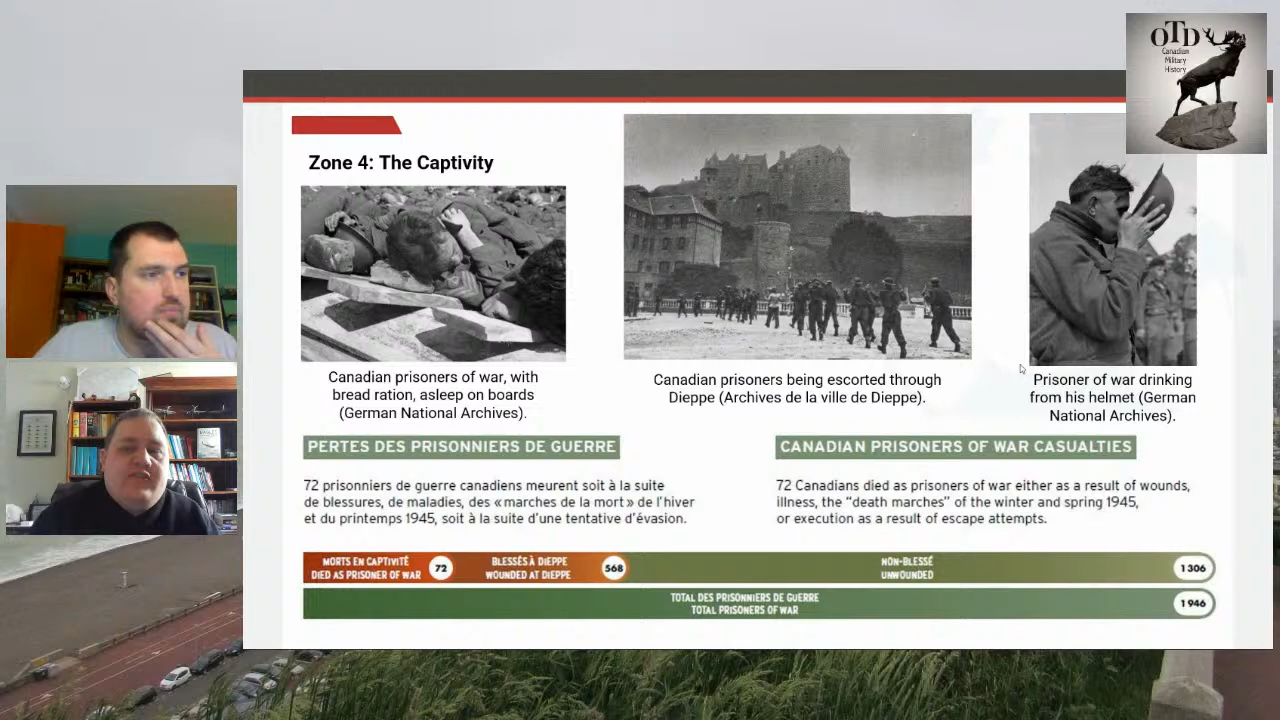 OTD
Canadian
Military
History
Zone 4: The Captivity
Canadian prisoners of war, with
bread ration, asleep on boards
(German National Archives).
Canadian prisoners being escorted through
Dieppe (Archives de la ville de Dieppe).
Prisoner of war drinking
from his helmet (German
National Archives).
PERTES DES PRISONNIERS DE GUERRE
72 prisonniers de guerre canadiens meurent soit à la suite
de blessures, de maladies, des « marches de la mort » de l'hiver
et du printemps 1945, soit à la suite d'une tentative d'évasion.
CANADIAN PRISONERS OF WAR CASUALTIES
72 Canadians died as prisoners of war either as a result of wounds,
illness, the “death marches” of the winter and spring 1945,
or execution as a result of escape attempts.
MORTS EN CAPTIVITÉ
DIED AS PRISONER OF WAR
72
BLESSÉS À DIEPPE
WOUNDED AT DIEPPE
568
NON-BLESSÉ
UNWOUNDED
1 306
TOTAL DES PRISONNIERS DE GUERRE
TOTAL PRISONERS OF WAR
1 946